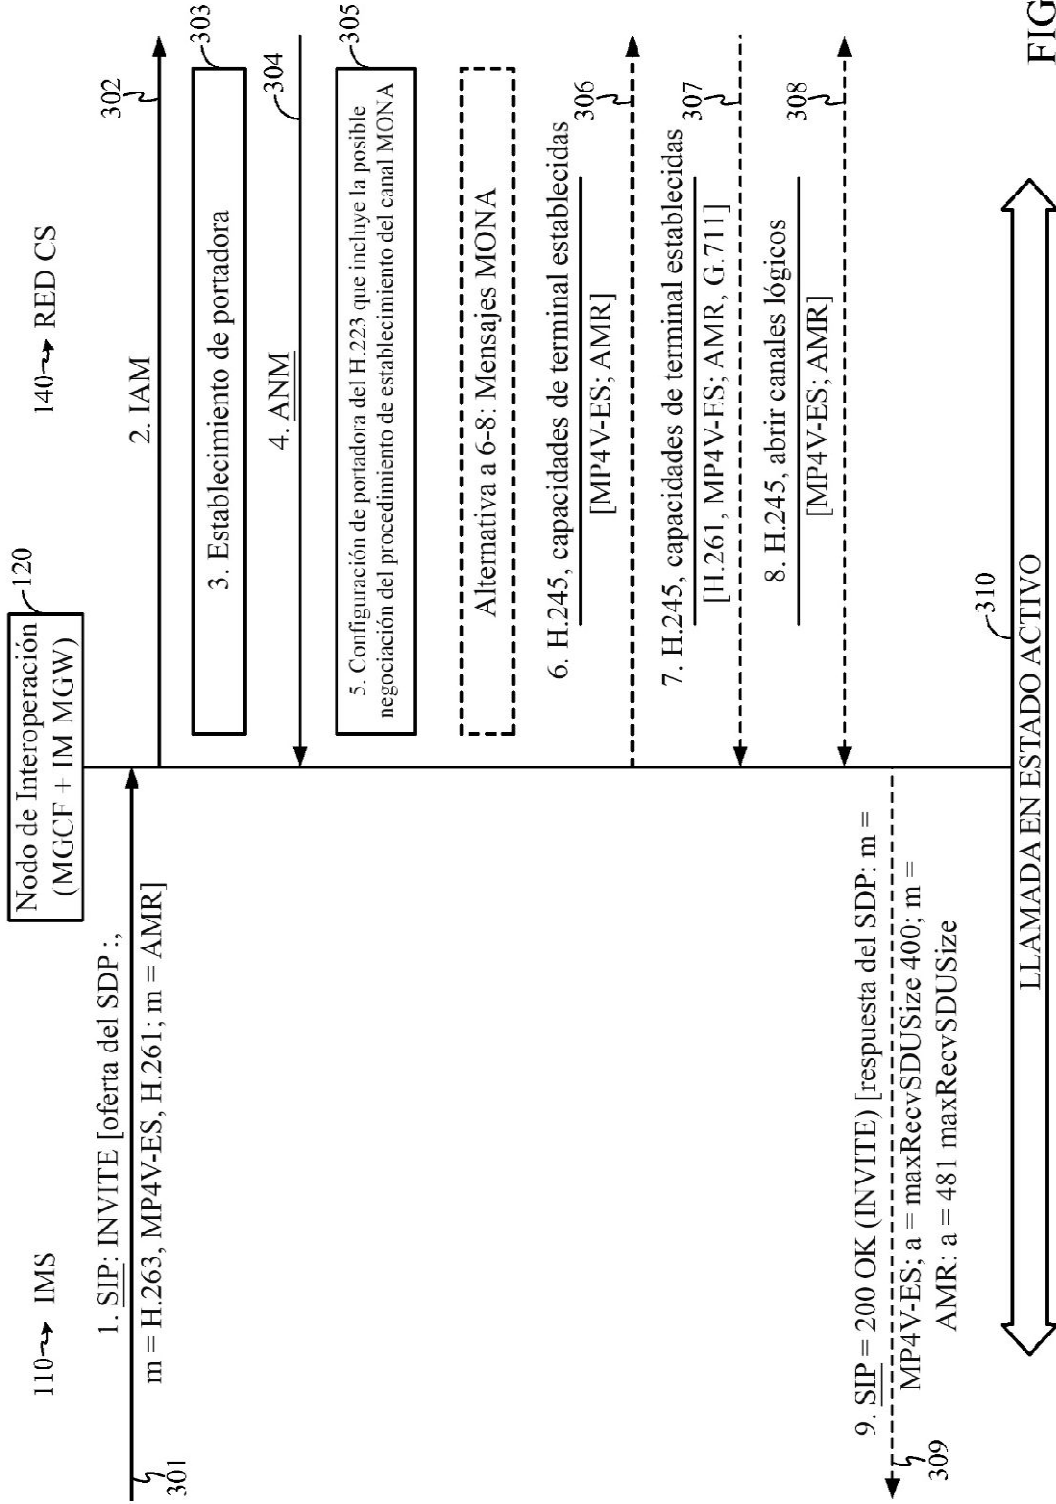 110 IMS
Nodo de Interoperación
(MGCF + IM MGW)
120
140 RED CS
1. SIP: INVITE [oferta del SDP :,
m = H.263, MP4V-ES, H.261; m = AMR]
301
2. IAM
302
3. Establecimiento de portadora
303
4. ANM
304
5. Configuración de portadora del H.223 que incluye la posible
negociación del procedimiento de establecimiento del canal MONA
305
Alternativa a 6-8: Mensajes MONA
6. H.245, capacidades de terminal establecidas
[MP4V-ES; AMR]
306
7. H.245, capacidades de terminal establecidas
[H.261, MP4V-ES; AMR, G.711]
307
8. H.245, abrir canales lógicos
[MP4V-ES; AMR]
308
9. SIP = 200 OK (INVITE) [respuesta del SDP: m =
MP4V-ES; a = maxRecvSDUSize 400; m =
AMR: a = 481 maxRecvSDUSize
309
310
LLAMADA EN ESTADO ACTIVO
FIG